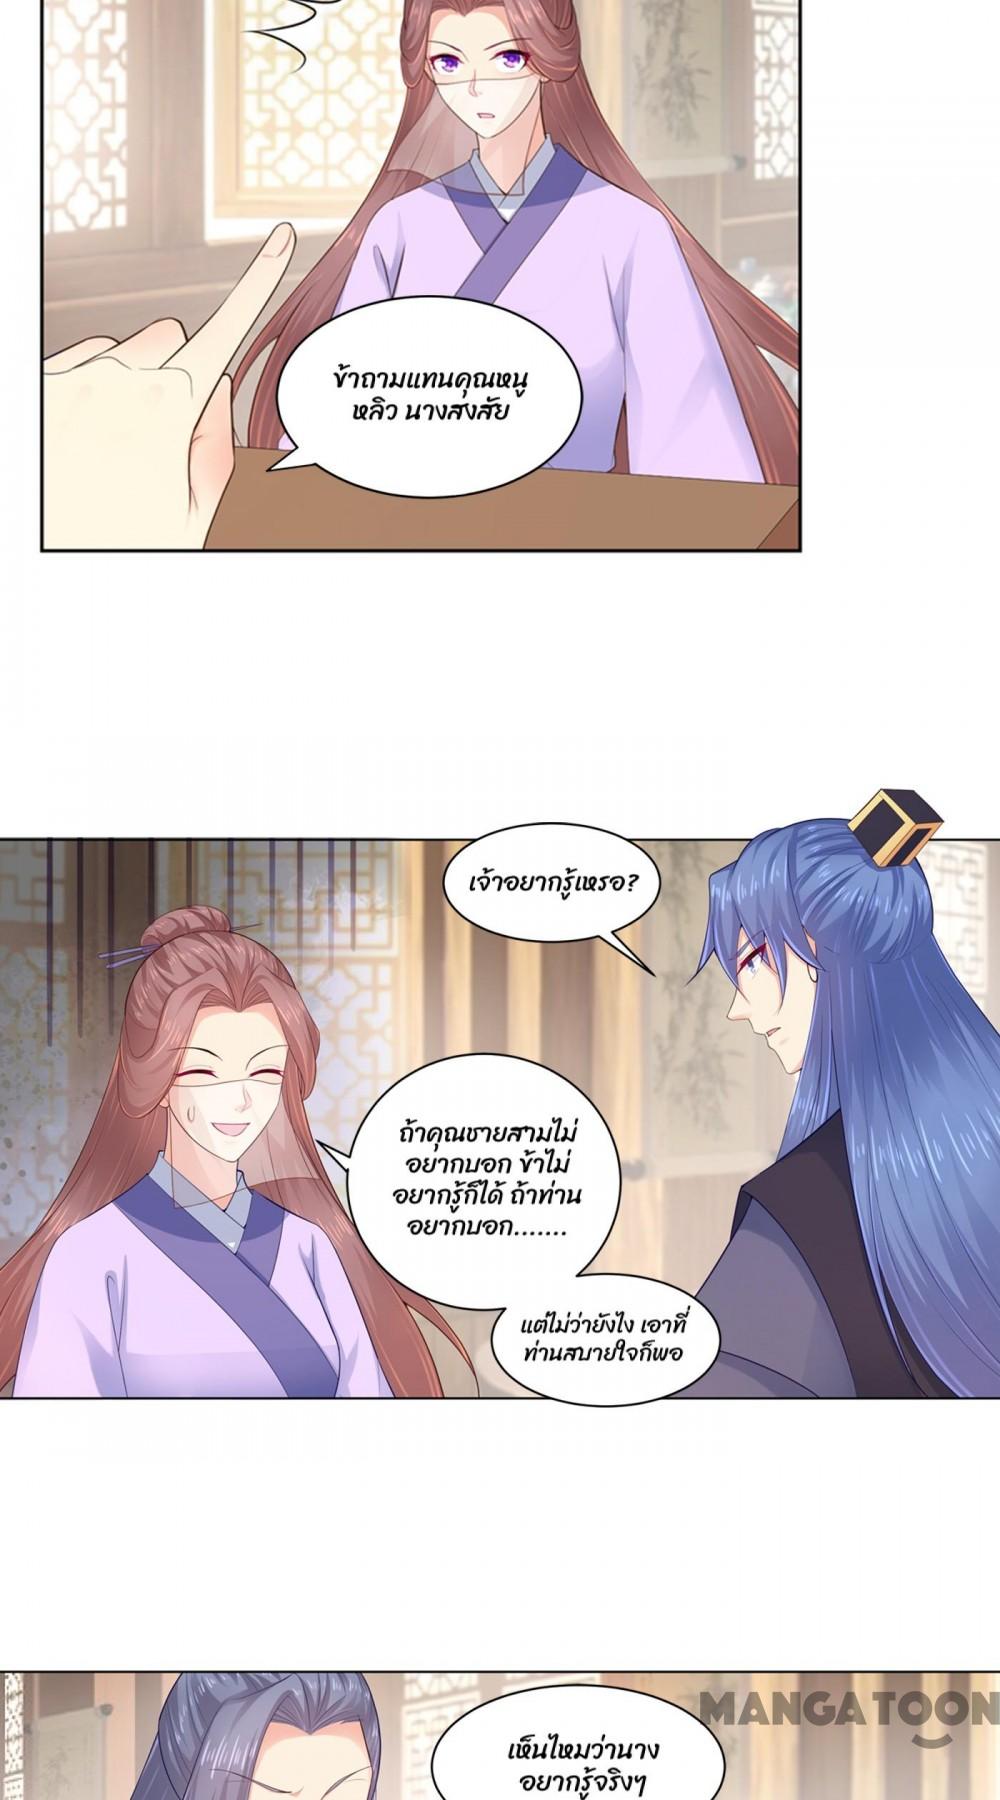 ข้าถามแทนคุณหนู
หลิว นางสงสัย
เจ้าอยากรู้เหรอ?
ถ้าคุณชายสามไม่
อยากบอก ข้าไม่
อยากรู้ก็ได้ ถ้าท่าน
อยากบอก.......
แต่ไม่ว่ายังไง เอาที่
ท่านสบายใจก็พอ
MANGATOON
เห็นไหมว่านาง
อยากรู้จริงๆ